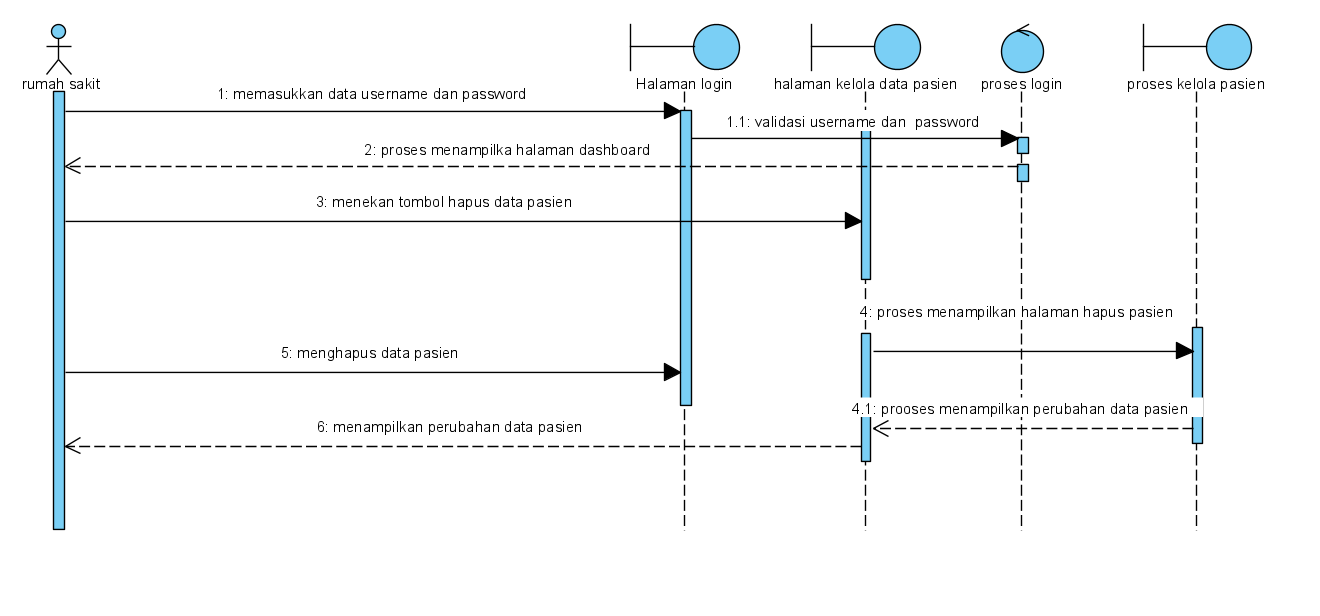 rumah sakit
Halaman login
halaman kelola data pasien
proses login
proses kelola pasien
1: memasukkan data username dan password
1.1: validasi username dan password
2: proses menampilka halaman dashboard
3: menekan tombol hapus data pasien
4: proses menampilkan halaman hapus pasien
5: menghapus data pasien
4.1: prooses menampilkan perubahan data pasien
6: menampilkan perubahan data pasien